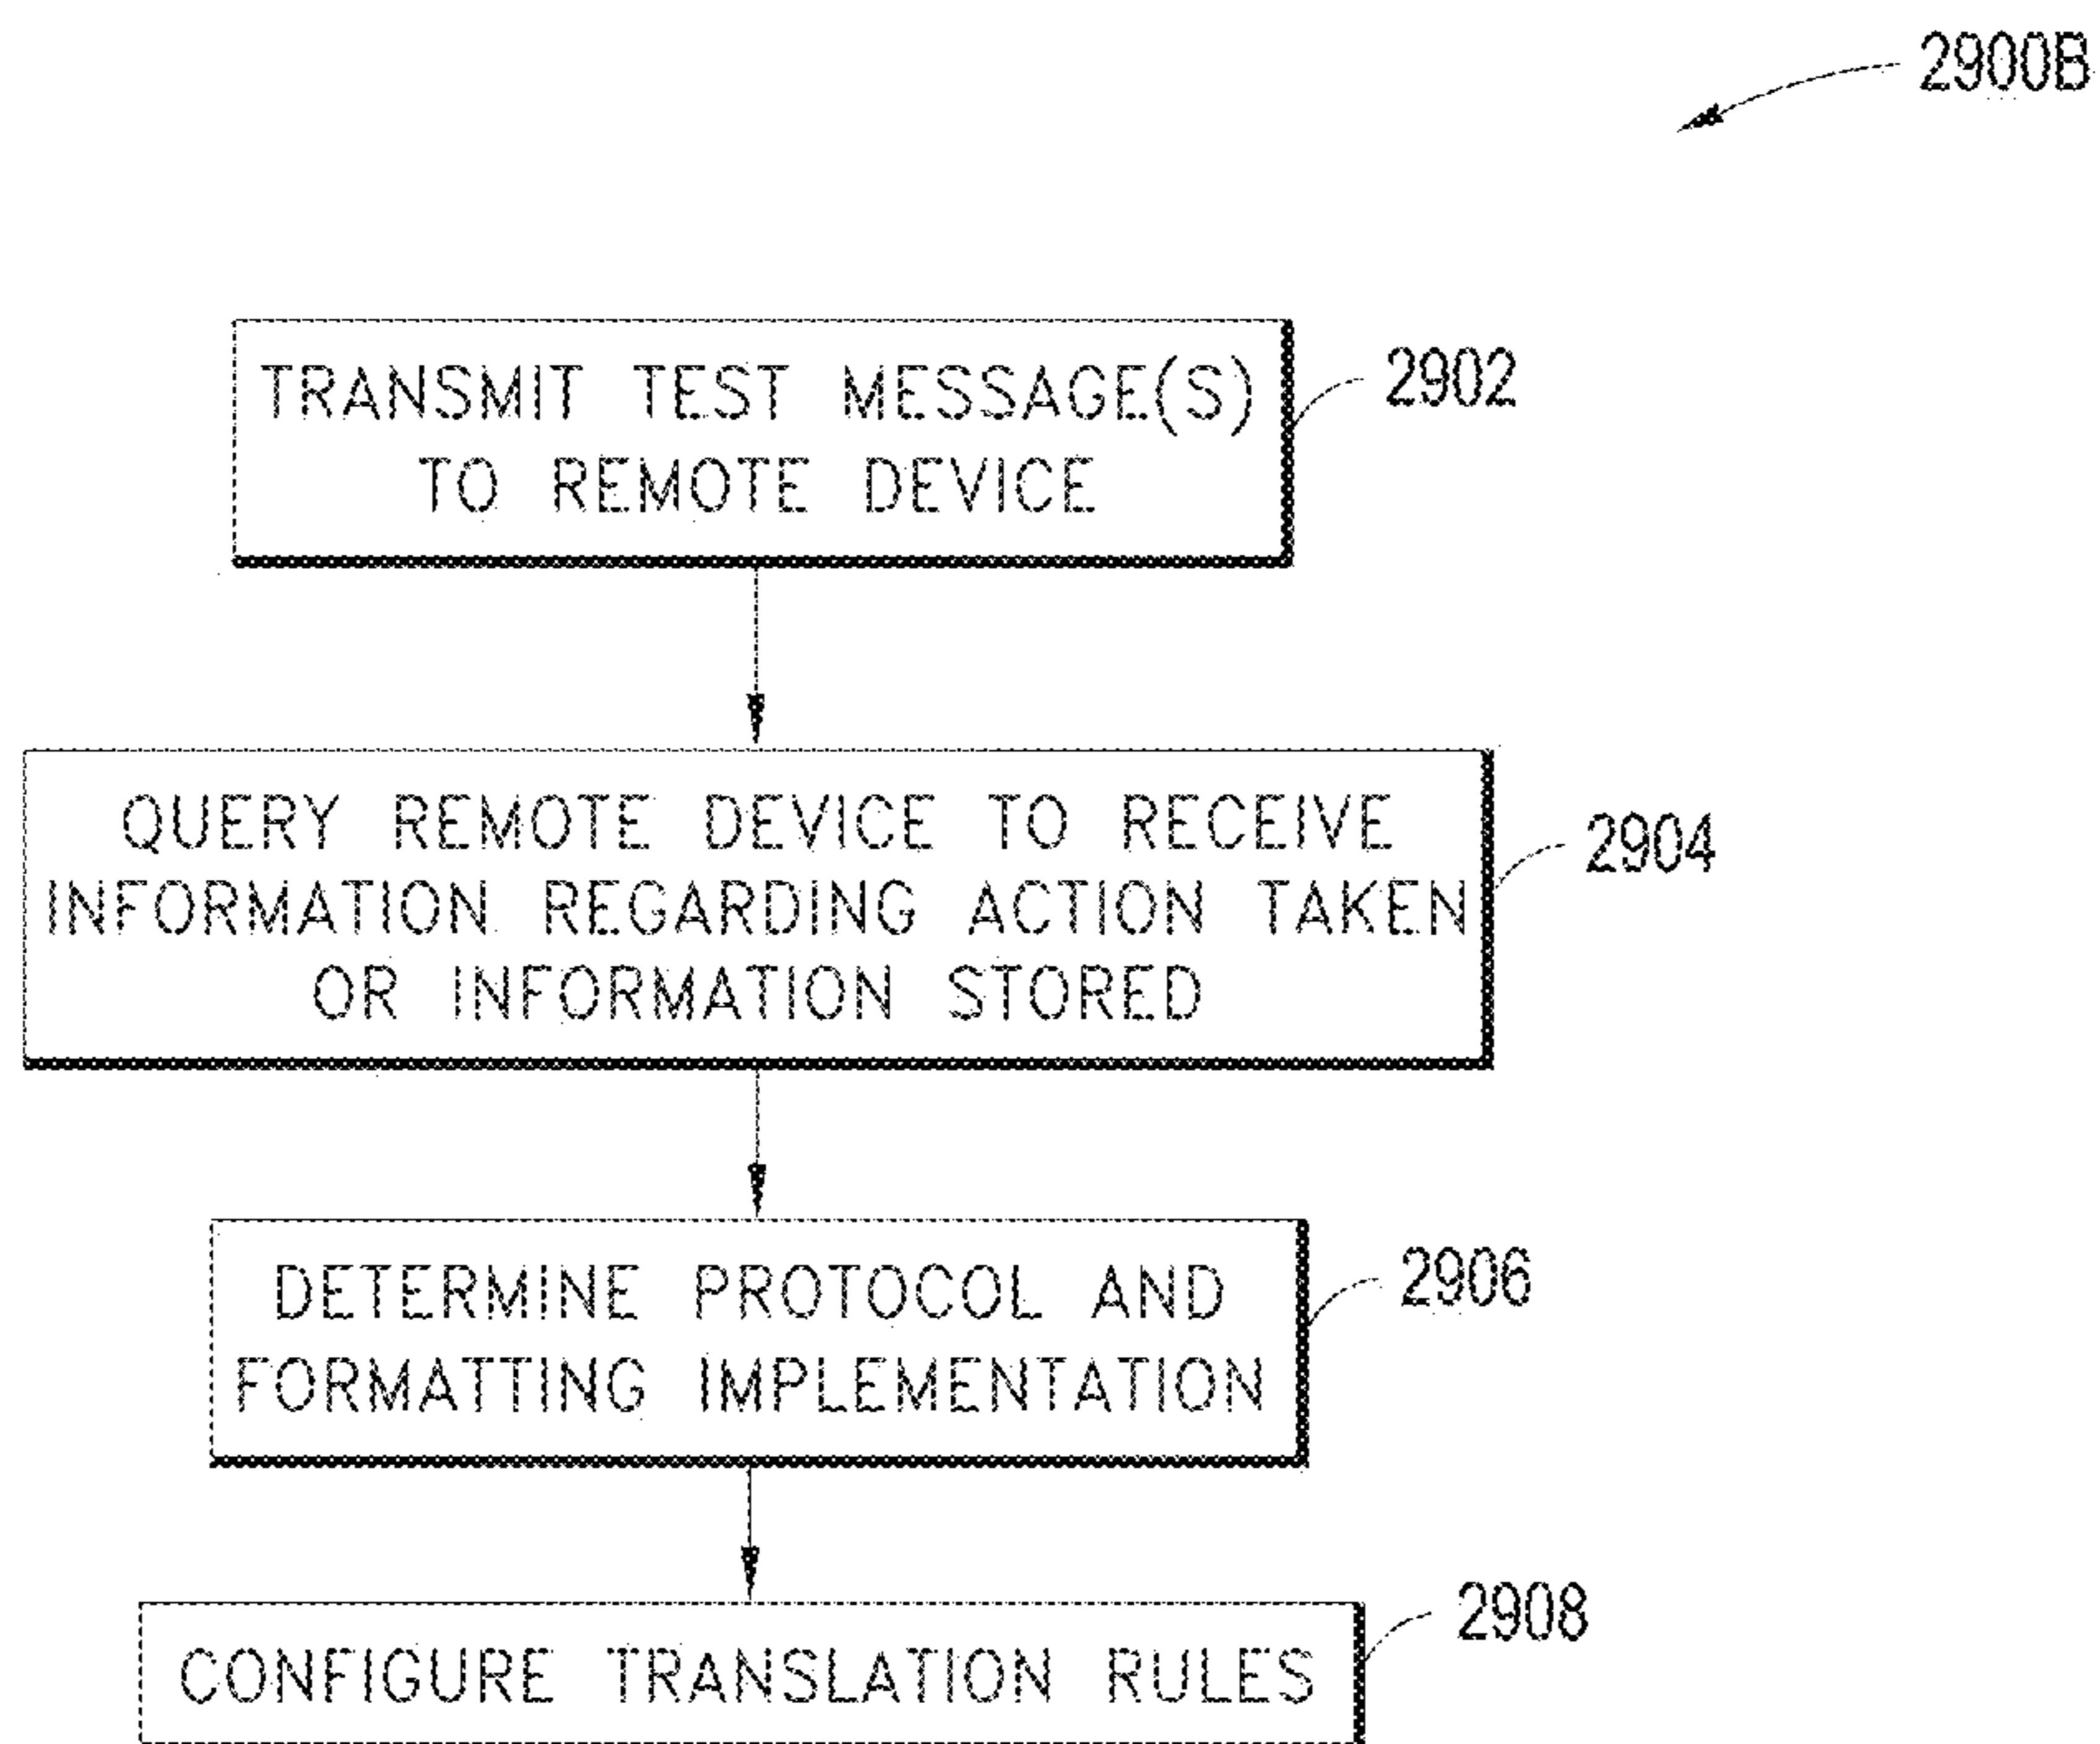 2900B
TRANSMIT TEST MESSAGE(S)
TO REMOTE DEVICE
2902
QUERY REMOTE DEVICE TO RECEIVE
INFORMATION REGARDING ACTION TAKEN
OR INFORMATION STORED
2904
DETERMINE PROTOCOL AND
FORMATTING IMPLEMENTATION
2906
CONFIGURE TRANSLATION RULES
2908